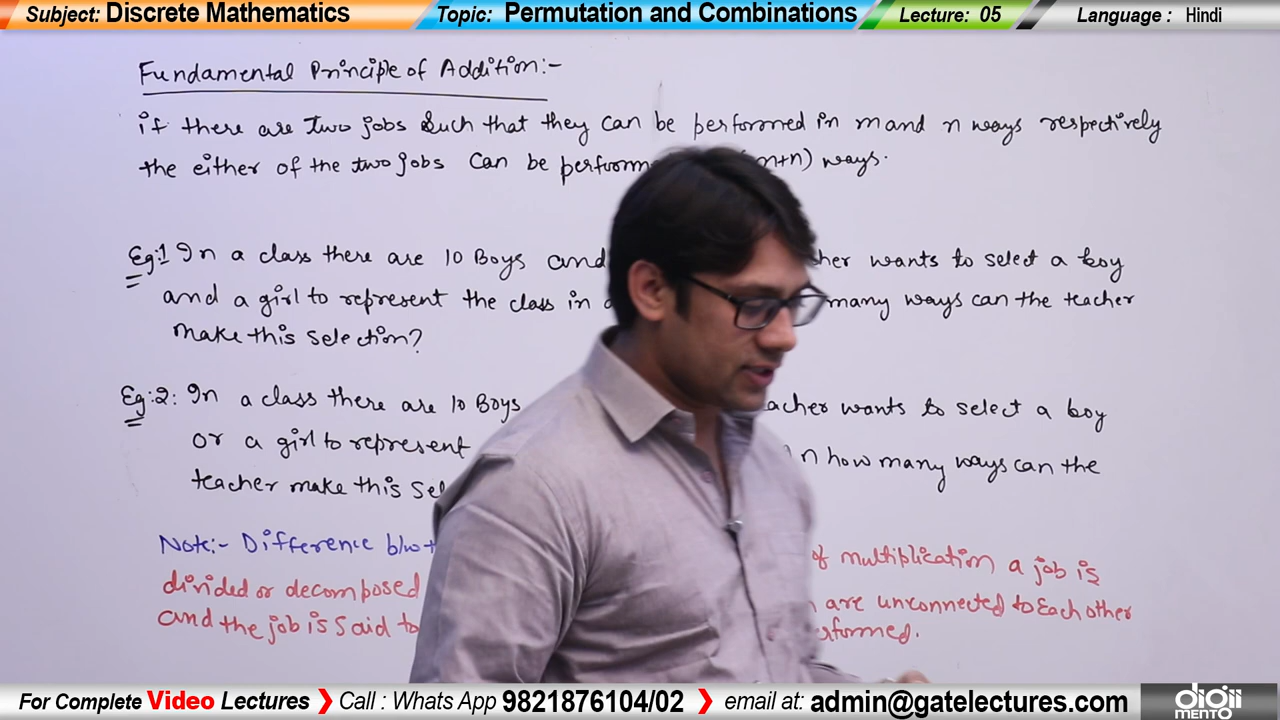 Subject: Discrete Mathematics Topic: Permutation and Combinations Lecture: 05 Language : Hindi
Fundamental Principle of Addition:-
if there are Two jobs Such that they can be performed in m and n ways respectively
the either of the two jobs Can be m+n) ways.
Eg:1 In a class there are 10 Boys and wants to select a boy
and a girl to represent the class in many ways can the teacher
make this selection?
Eg:2: In a class there are 10 Boys wants to select a boy
or a girl to represent how many ways can the
teacher make this
Note:- Difference b/w of multiplication a job is
divided or decomposed are unconnected to Each other
and the job is Said to
For Complete Video Lectures ❯ Call : Whats App 9821876104/02 ❯ email at: admin@gatelectures.com
digii
MENTO